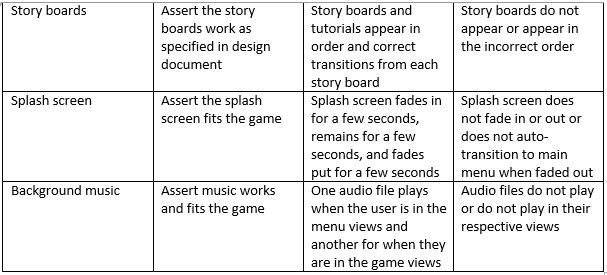 Story boards
Assert the story
boards work as
specified in design
document
Story boards and
tutorials appear in
order and correct
transitions from each
story board
Story boards do not
appear or appear in
the incorrect order
Splash screen
Assert the splash
screen fits the game
Splash screen fades in
for a few seconds,
remains for a few
seconds, and fades
put for a few seconds
Splash screen does
not fade in or out or
does not auto-
transition to main
menu when faded out
Background music
Assert music works
and fits the game
One audio file plays
when the user is in the
menu views and
another for when they
are in the game views
Audio files do not play
or do not play in their
respective views